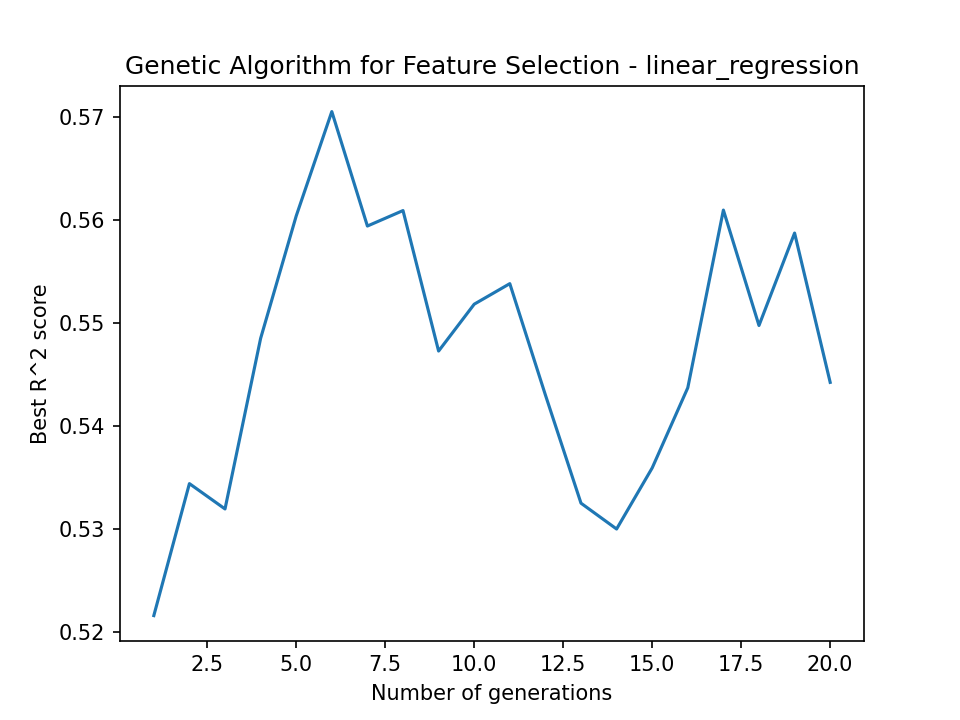 Genetic Algorithm for Feature Selection - linear_regression
Best R^2 score
0.57
0.56
0.55
0.54
0.53
0.52
2.5 5.0 7.5 10.0 12.5 15.0 17.5 20.0
Number of generations